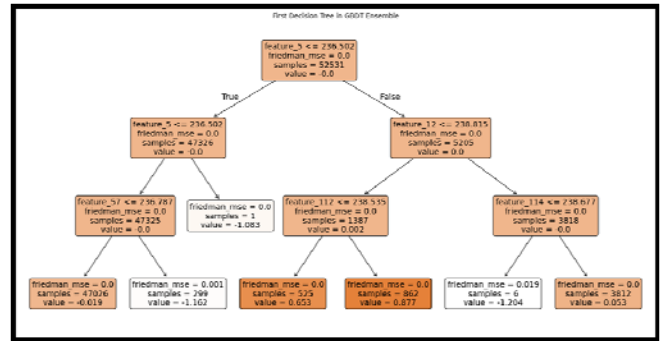 First Decision Tree in GBDT Ensemble
feature_5 <= 236.502
friedman_mse = 0.0
samples = 52531
value = -0.0
True
False
feature_5 <= 236.502
friedman_mse = 0.0
samples = 47326
value = -0.0
feature_12 <= 238.815
friedman_mse = 0.0
samples = 5205
value = 0.0
feature_57 <= 236.787
friedman_mse = 0.0
samples = 47325
value = -0.0
friedman_mse = 0.0
samples = 1
value = -1.083
feature_112 <= 238.535
friedman_mse = 0.0
samples = 1387
value = 0.002
feature_114 <= 238.677
friedman_mse = 0.0
samples = 3818
value = -0.0
friedman_mse = 0.0
samples = 47026
value = -0.019
friedman_mse = 0.001
samples = 299
value = -1.162
friedman_mse = 0.0
samples = 525
value = 0.653
friedman_mse = 0.0
samples = 862
value = 0.877
friedman_mse = 0.019
samples = 6
value = -1.204
friedman_mse = 0.0
samples = 3812
value = 0.053